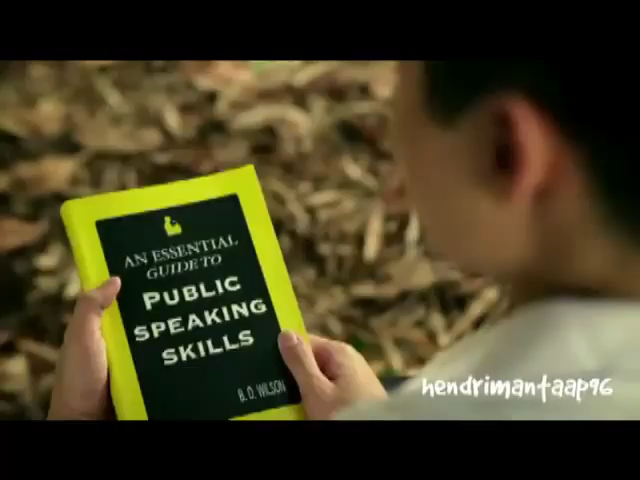 AN ESSENTIAL
GUIDE TO
PUBLIC
SPEAKING
SKILLS
B. D. WILSON
hendrimantaap96